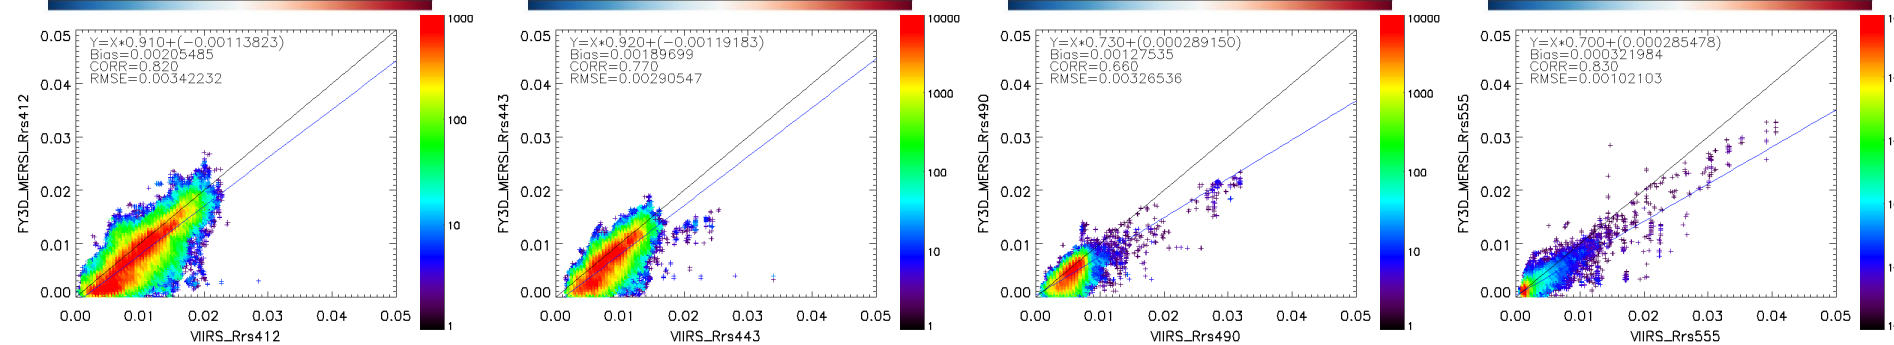 Y=X*0.910+(-0.00113823)
Bias=0.00205485
CORR=0.820
RMSE=0.00342232
0.05
0.04
0.03
0.02
0.01
0.00
FY3D_MERSI_Rrs412
0.00 0.01 0.02 0.03 0.04 0.05
VIIRS_Rrs412
1000
100
10
1
Y=X*0.920+(-0.00119183)
Bias=0.00189699
CORR=0.770
RMSE=0.00290547
0.05
0.04
0.03
0.02
0.01
0.00
FY3D_MERSI_Rrs443
0.00 0.01 0.02 0.03 0.04 0.05
VIIRS_Rrs443
10000
1000
100
10
1
Y=X*0.730+(0.000289150)
Bias=0.00127535
CORR=0.660
RMSE=0.00326536
0.05
0.04
0.03
0.02
0.01
0.00
FY3D_MERSI_Rrs490
0.00 0.01 0.02 0.03 0.04 0.05
VIIRS_Rrs490
10000
1000
100
10
1
Y=X*0.700+(0.000285478)
Bias=0.000321984
CORR=0.830
RMSE=0.00102103
0.05
0.04
0.03
0.02
0.01
0.00
FY3D_MERSI_Rrs555
0.00 0.01 0.02 0.03 0.04 0.05
VIIRS_Rrs555